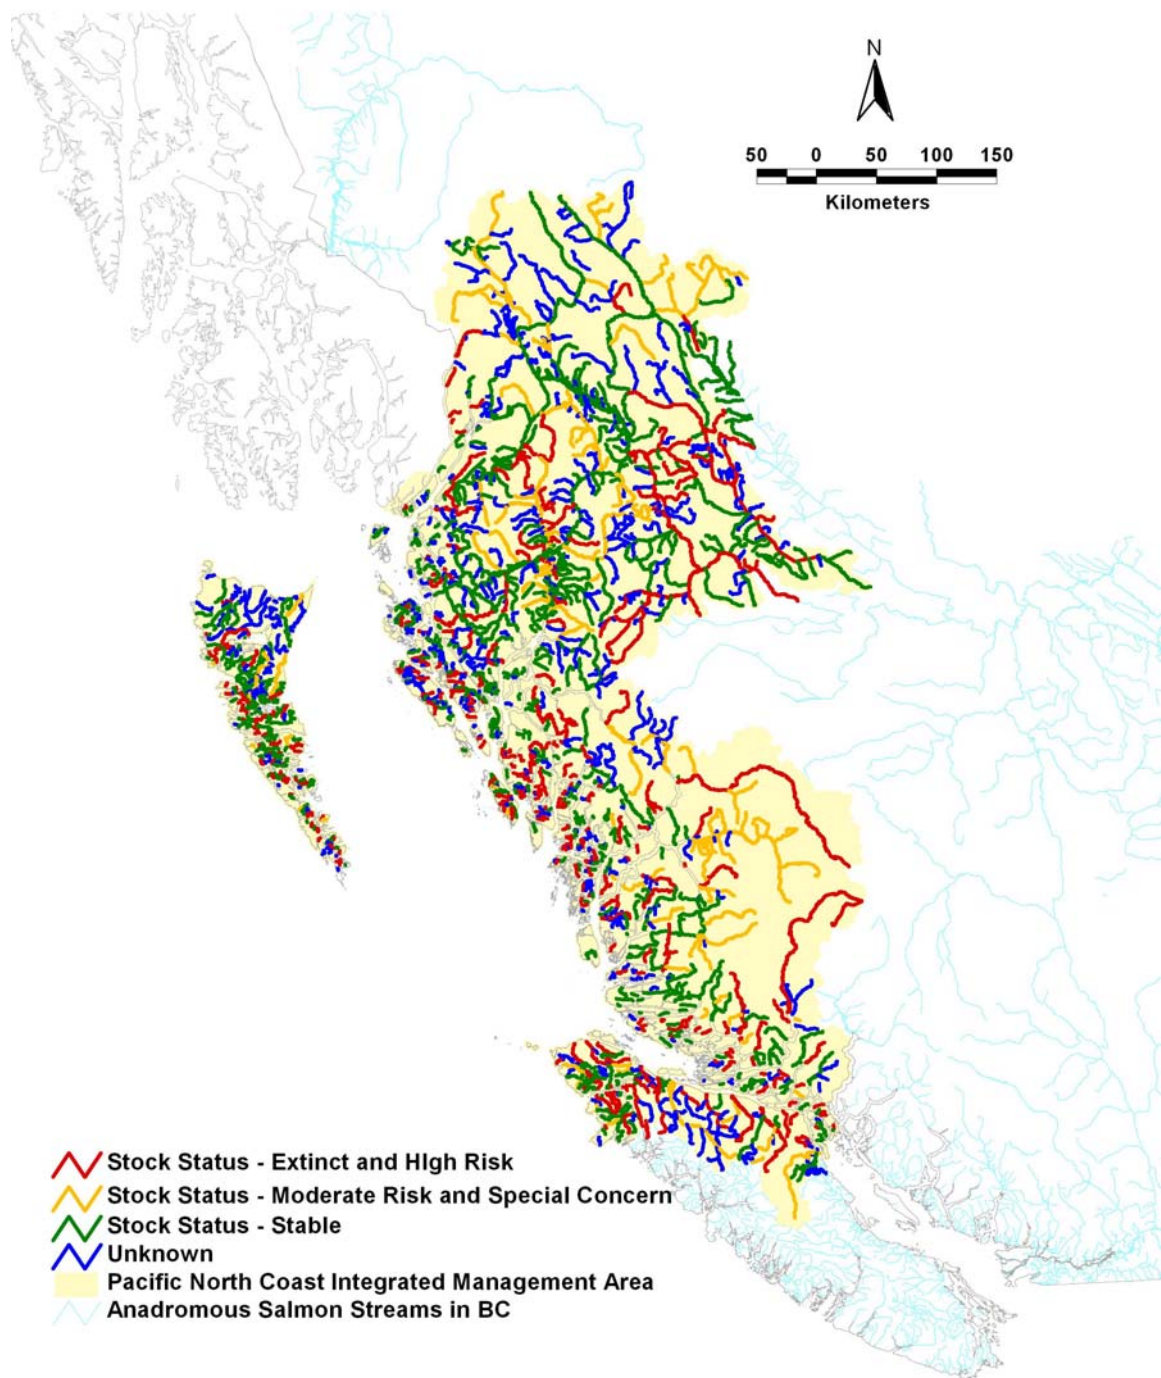 N
50 0 50 100 150
Kilometers
Stock Status - Extinct and HIgh Risk
Stock Status - Moderate Risk and Special Concern
Stock Status - Stable
Unknown
Pacific North Coast Integrated Management Area
Anadromous Salmon Streams in BC